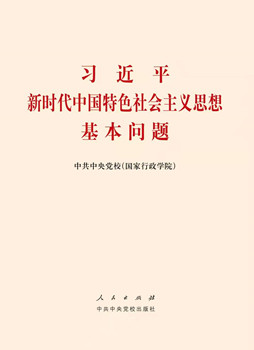 习近平
新时代中国特色社会主义思想
基本问题
中共中央党校(国家行政学院)
人民出版社
中共中央党校出版社